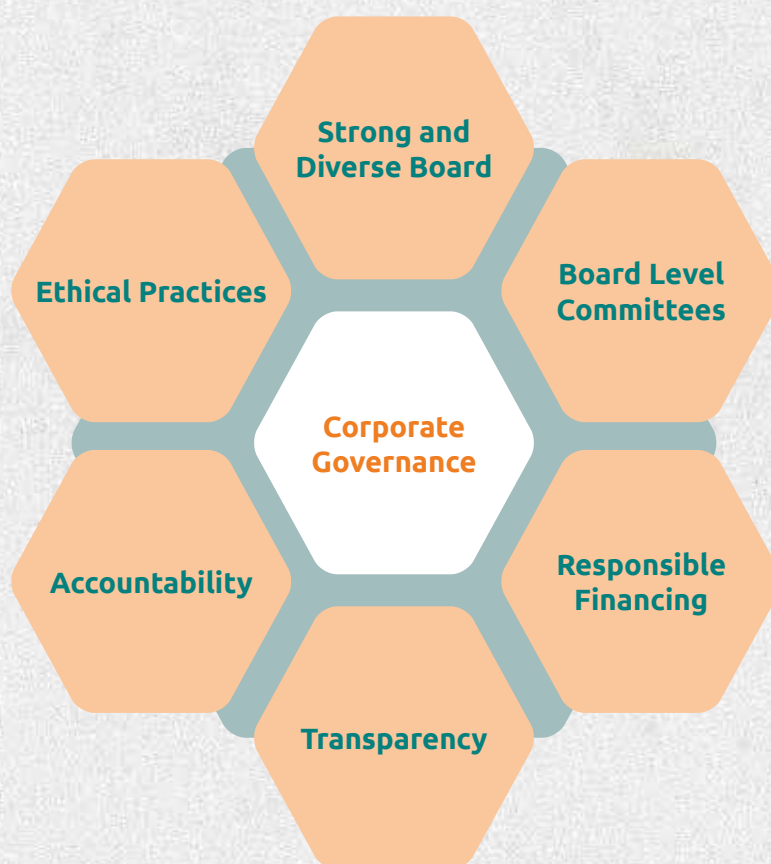 Strong and
Diverse Board
Board Level
Committees
Ethical Practices
Corporate
Governance
Responsible
Financing
Accountability
Transparency